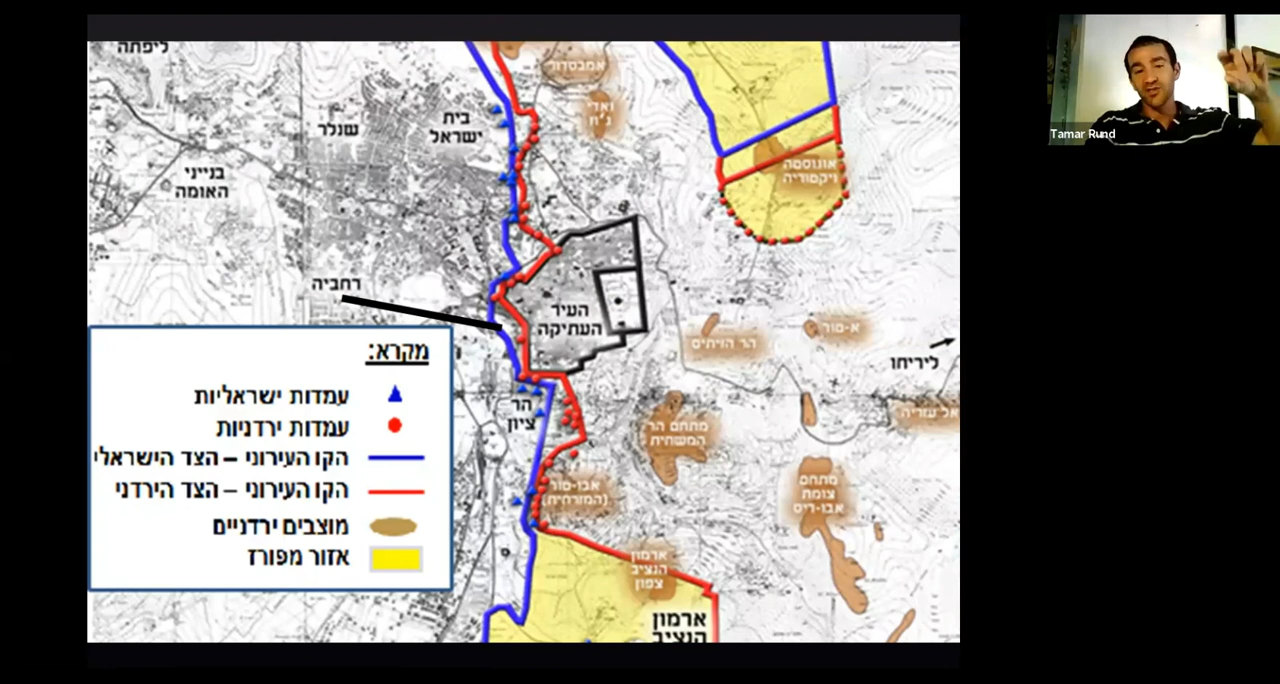 ליפתה
אמבסדור
ואדי
ג'וז
בית
ישראל
שנלר
בנייני
האומה
אוגוסטה
ויקטוריה
רחביה
העיר
העתיקה
א-טור
הר הזיתים
ליריחו
אל עזריה
הר
ציון
מתחם הר
המשחית
אבו-טור
(המזרחית)
מתחם
צומת
אבו-דיס
ארמון
הנציב
צפון
ארמון
הנציב
מקרא:
עמדות ישראליות
עמדות ירדניות
הקו העירוני – הצד הישראלי
הקו העירוני – הצד הירדני
מוצבים ירדניים
אזור מפורז
Tamar Rund